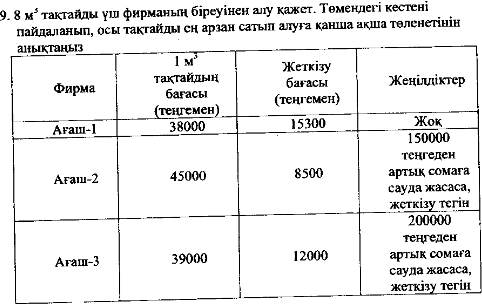 9. 8 м³ тақтайды үш фирманың біреуінен алу қажет. Төмендегі кестені
пайдаланып, осы тақтайды ең арзан сатып алуға қанша ақша төленетінін
анықтаңыз
Фирма
1 м³
тақтайдың
бағасы
(теңгемен)
Жеткізу
бағасы
(теңгемен)
Жеңілдіктер
Ағаш-1
38000
15300
Жоқ
Ағаш-2
45000
8500
150000
теңгеден
артық сомаға
сауда жасаса,
жеткізу тегін
Ағаш-3
39000
12000
200000
теңгеден
артық сомаға
сауда жасаса,
жеткізу тегін